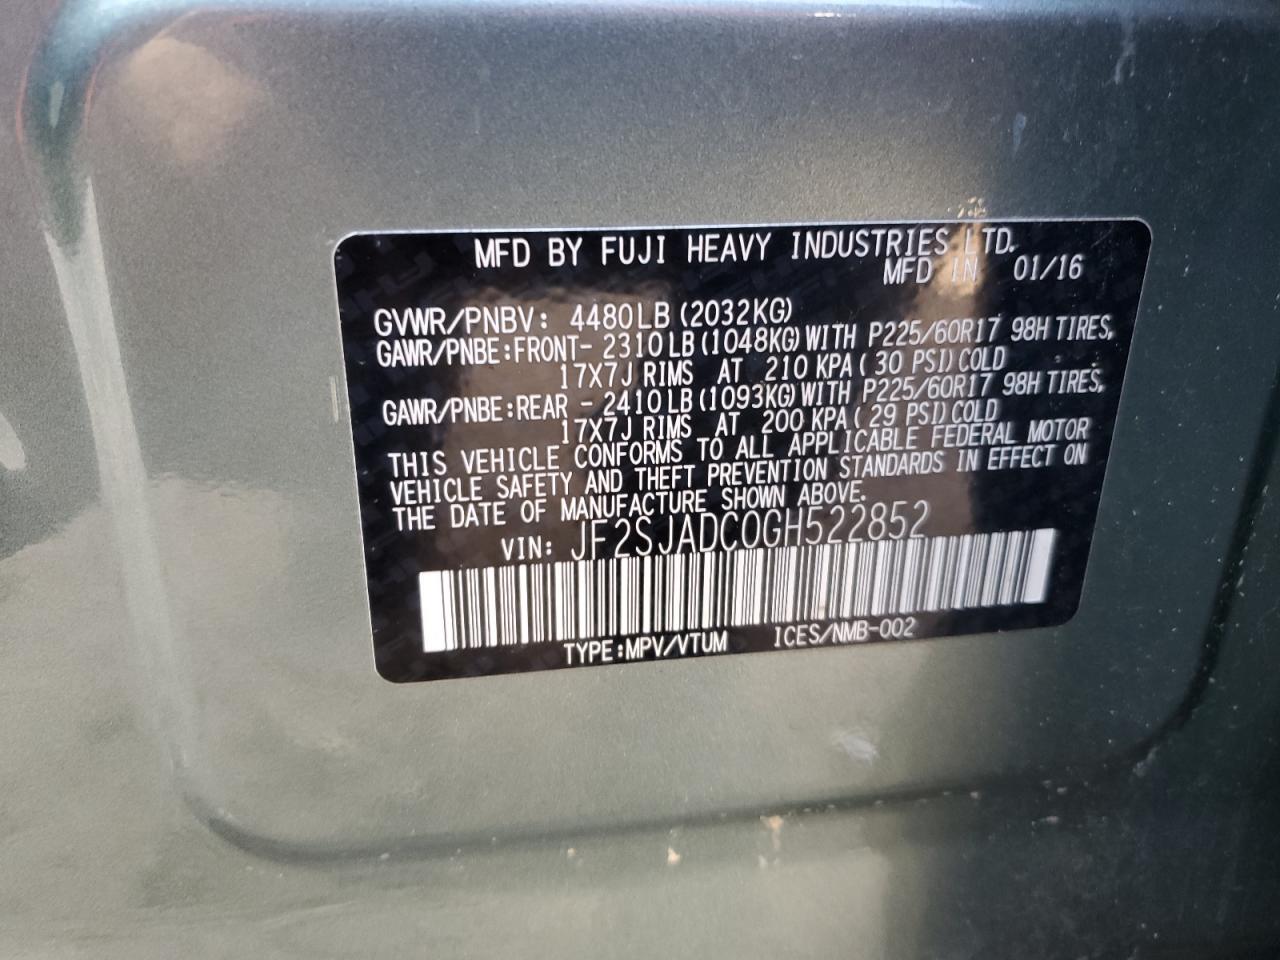 MFD BY FUJI HEAVY INDUSTRIES LTD.
MFD IN 01/16
GVWR/PNBV: 4480LB (2032KG)
GAWR/PNBE:FRONT- 2310LB (1048KG)WITH P225/60R17 98H TIRES,
17X7J RIMS AT 210 KPA( 30 PSI)COLD
GAWR/PNBE:REAR - 2410LB (1093KG)WITH P225/60R17 98H TIRES,
17X7J RIMS AT 200 KPA( 29 PSI)COLD
THIS VEHICLE CONFORMS TO ALL APPLICABLE FEDERAL MOTOR
VEHICLE SAFETY AND THEFT PREVENTION STANDARDS IN EFFECT ON
THE DATE OF MANUFACTURE SHOWN ABOVE.
VIN: JF2SJADC0GH522852
TYPE:MPV/VTUM ICES/NMB-002